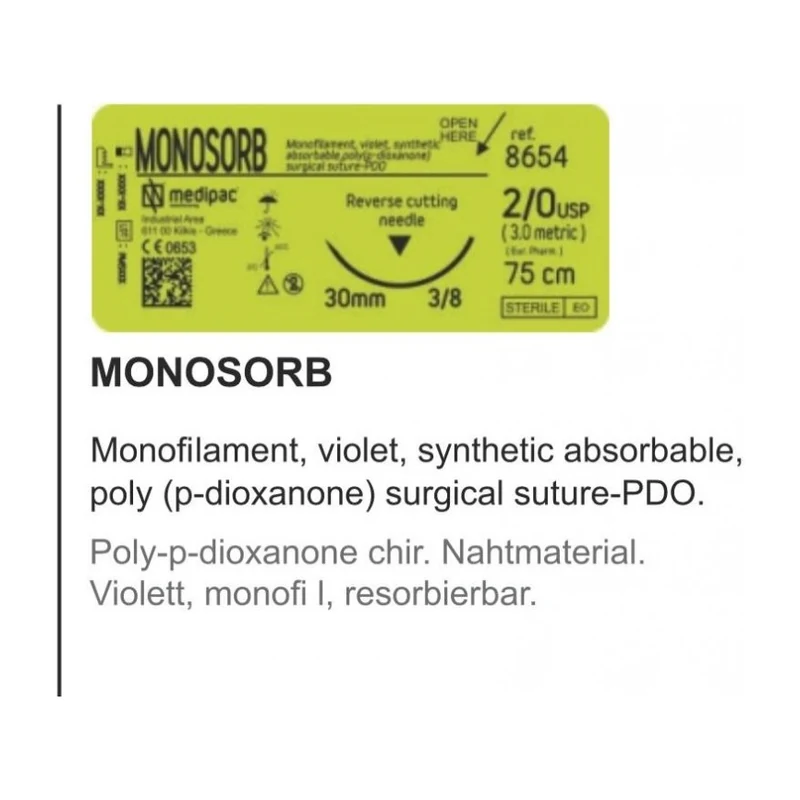 MONOSORB
Monofilament, violet, synthetic
absorbable, poly(p-dioxanone)
surgical suture-PDO
OPEN
HERE
ref.
8654
medipac
Industrial Area
611 00 Kilkis - Greece
CE 0653
Reverse cutting
needle
30mm 3/8
2/0 USP
(3.0 metric)
(Eur. Pharm.)
75 cm
STERILE EO
MONOSORB
Monofilament, violet, synthetic absorbable,
poly (p-dioxanone) surgical suture-PDO.
Poly-p-dioxanone chir. Nahtmaterial.
Violett, monofi l, resorbierbar.